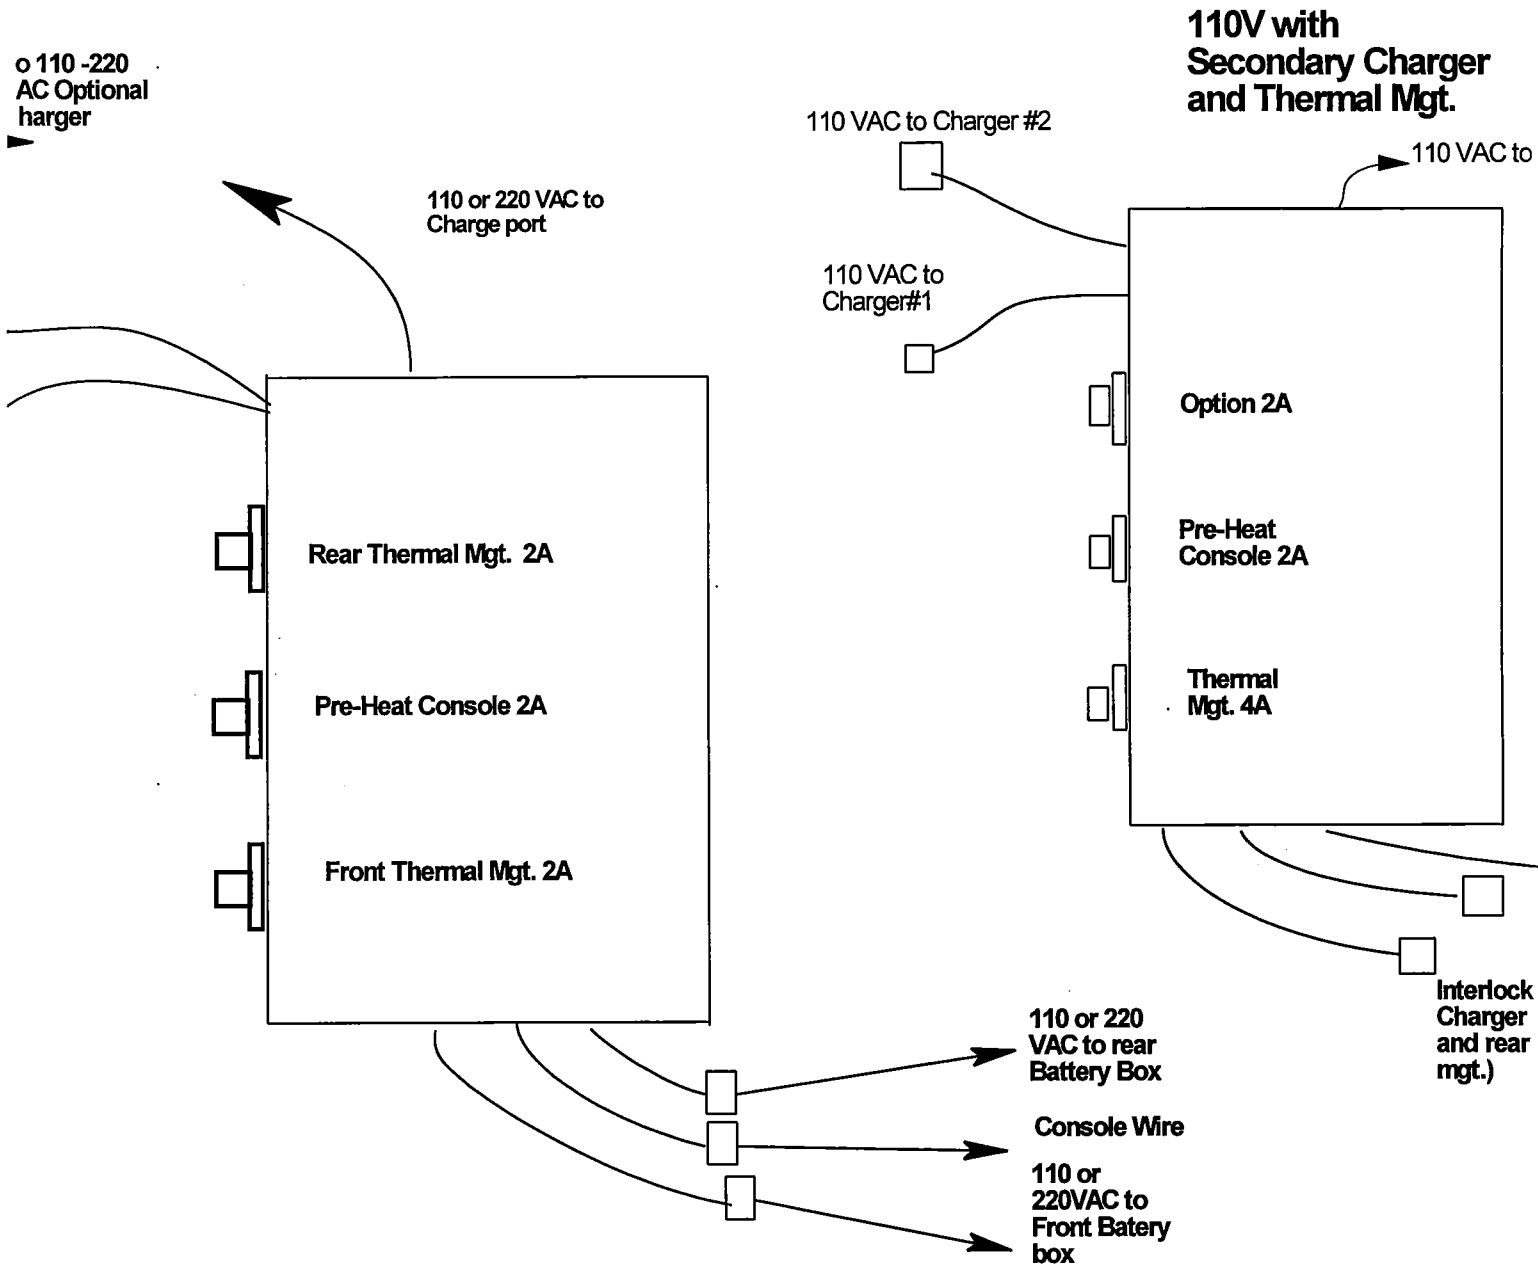 o 110 -220
AC Optional
harger
110 or 220 VAC to
Charge port
Rear Thermal Mgt. 2A
Pre-Heat Console 2A
Front Thermal Mgt. 2A
110 or 220
VAC to rear
Battery Box
Console Wire
110 or
220VAC to
Front Batery
box
110V with
Secondary Charger
and Thermal Mgt.
110 VAC to Charger #2
110 VAC to
110 VAC to
Charger#1
Option 2A
Pre-Heat
Console 2A
Thermal
Mgt. 4A
Interlock
Charger
and rear
mgt.)